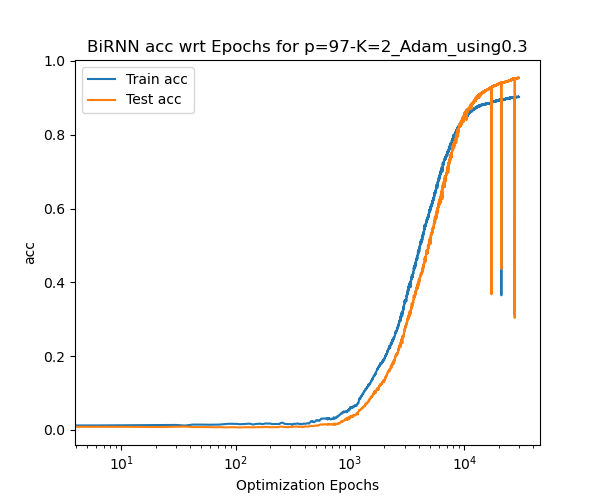 BiRNN acc wrt Epochs for p=97-K=2_Adam_using0.3
Train acc
Test acc
acc
1.0
0.8
0.6
0.4
0.2
0.0
10^1 10^2 10^3 10^4
Optimization Epochs